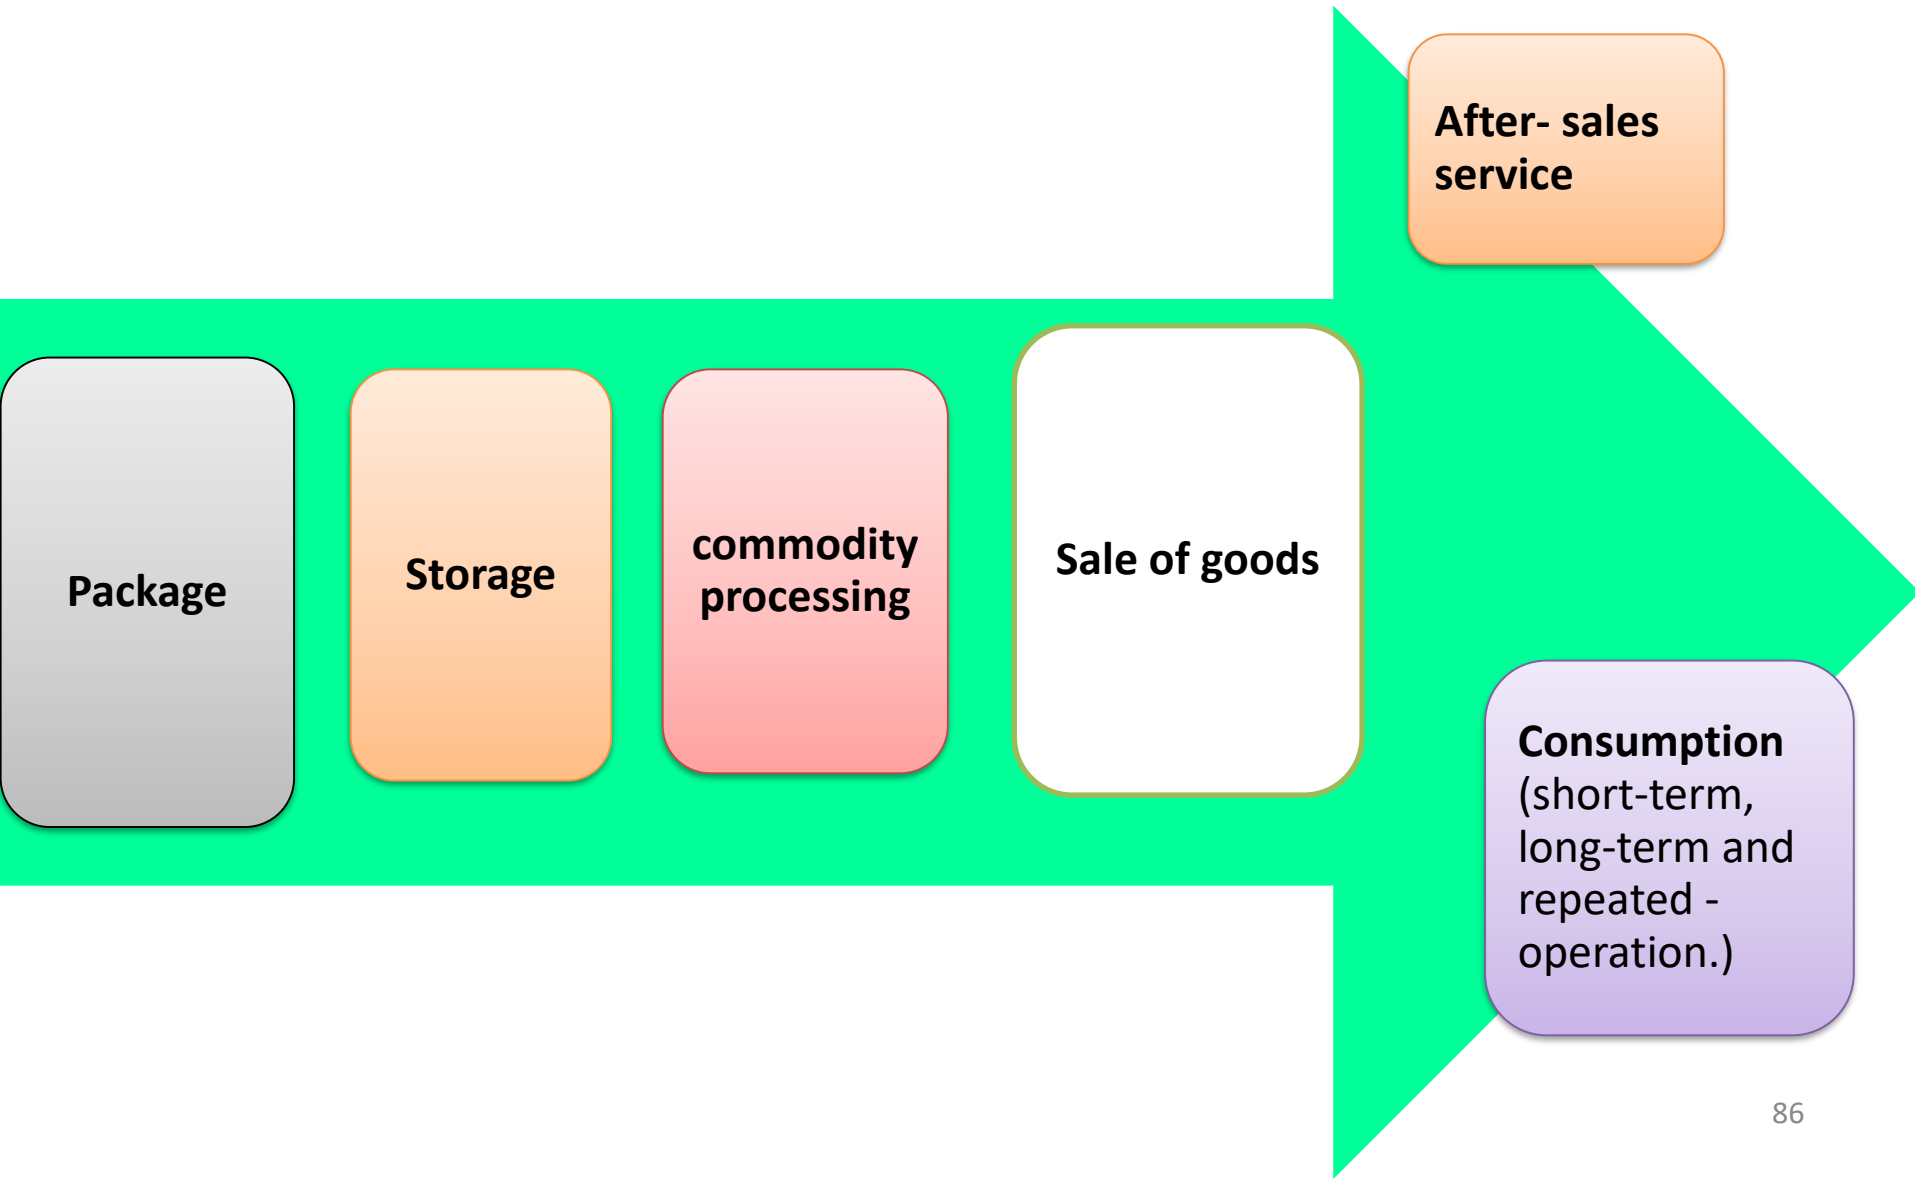 After- sales
service
Package
Storage
commodity
processing
Sale of goods
Consumption
(short-term,
long-term and
repeated -
operation.)
86